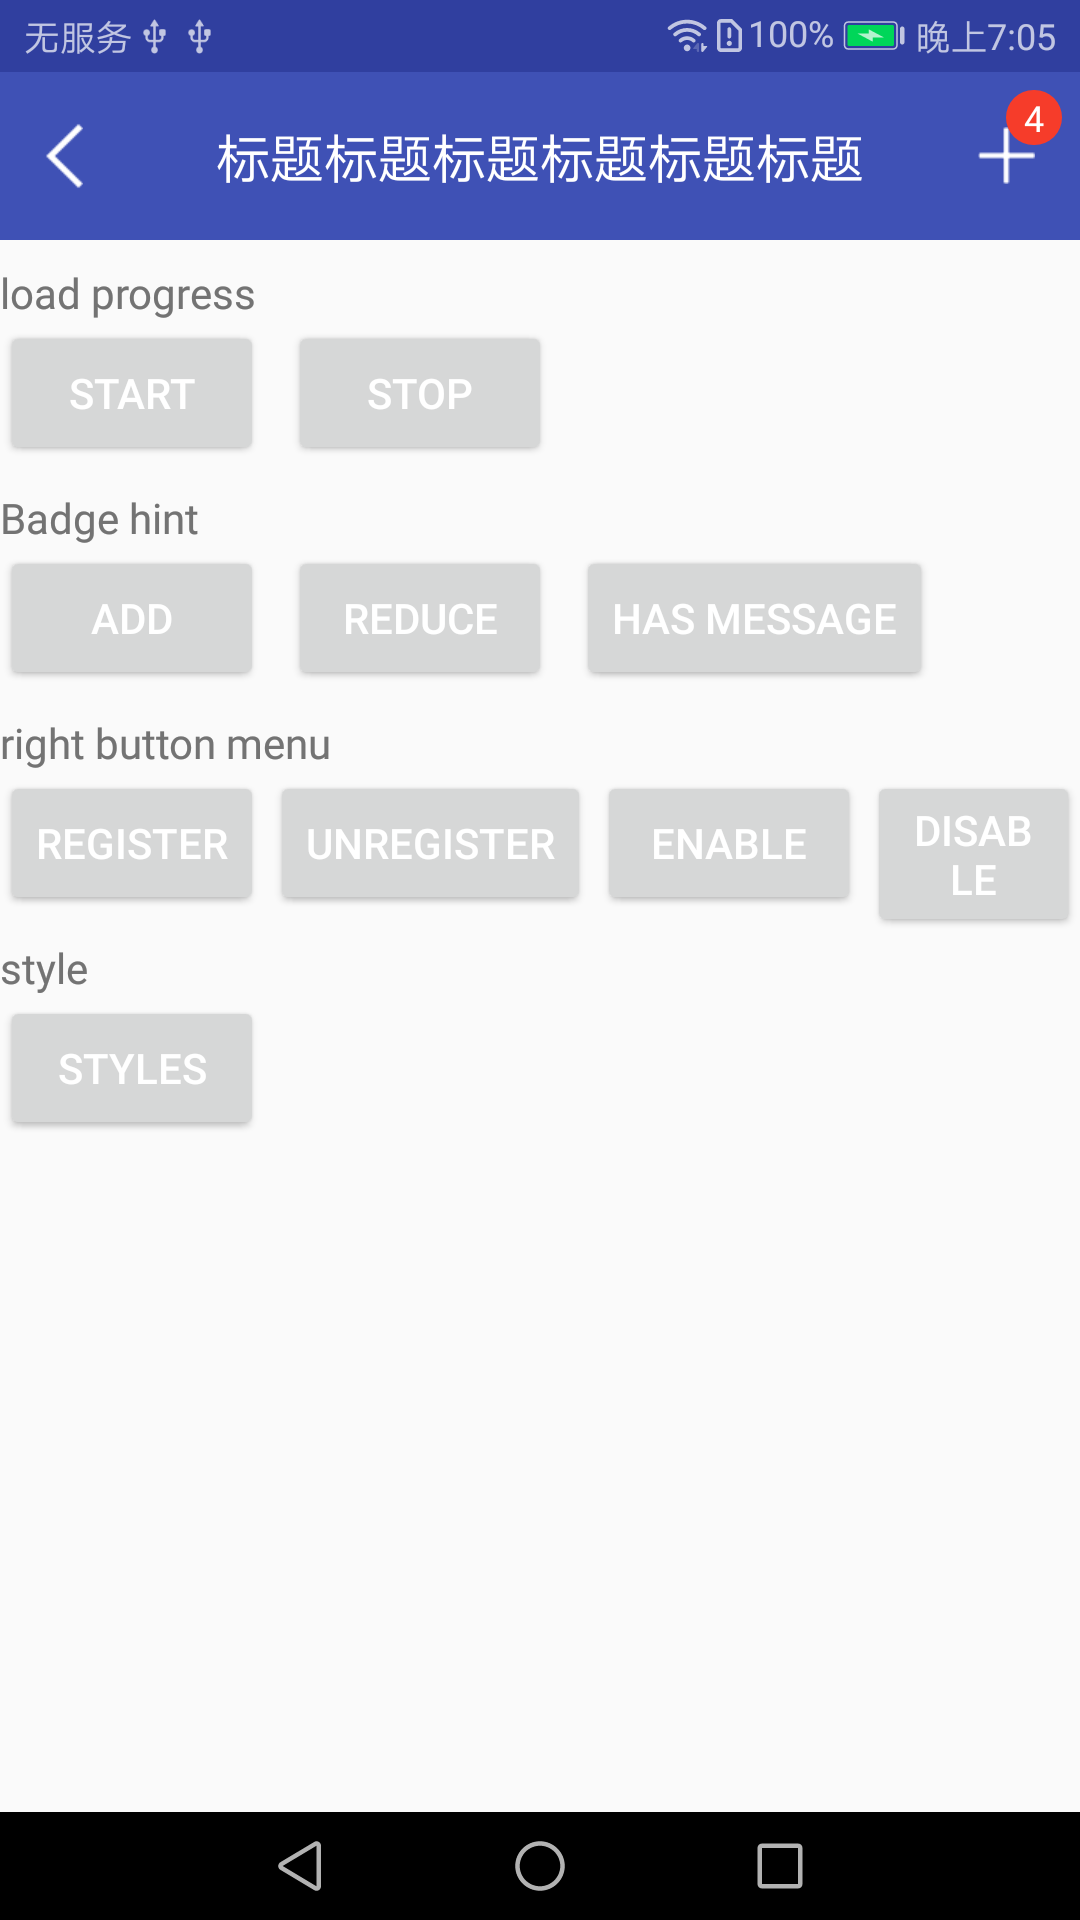 无服务 100% 晚上7:05
标题标题标题标题标题标题 4
load progress
START STOP
Badge hint
ADD REDUCE HAS MESSAGE
right button menu
REGISTER UNREGISTER ENABLE DISAB
LE
style
STYLES